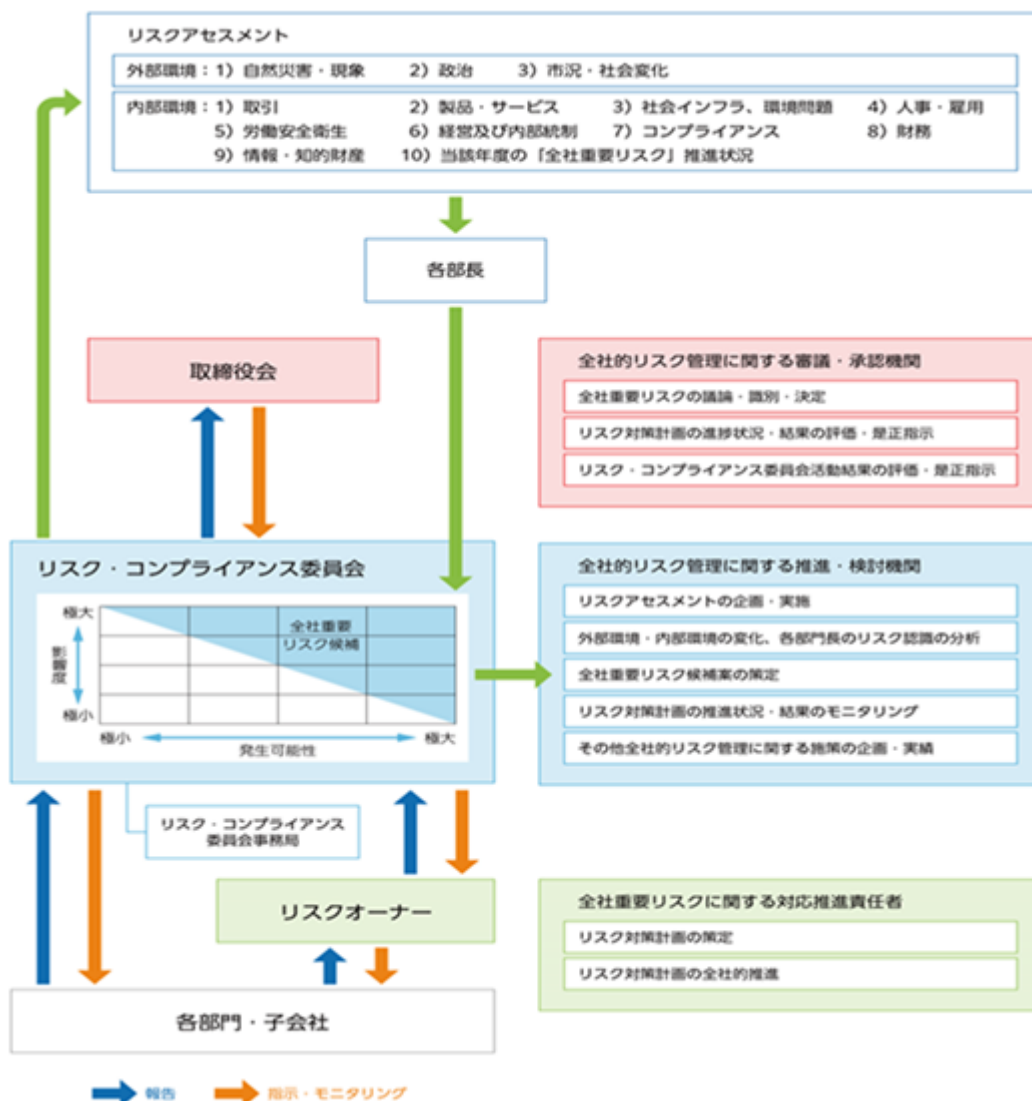 リスクアセスメント
外部環境：1）自然災害・現象　2）政治　3）市況・社会変化
内部環境：1）取引　2）製品・サービス　3）社会インフラ、環境問題　4）人事・雇用
5）労働安全衛生　6）経営及び内部統制　7）コンプライアンス　8）財務
9）情報・知的財産　10）当該年度の「全社重要リスク」推進状況
各部長
取締役会
全社的リスク管理に関する審議・承認機関
全社重要リスクの議論・識別・決定
リスク対策計画の進捗状況・結果の評価・是正指示
リスク・コンプライアンス委員会活動結果の評価・是正指示
リスク・コンプライアンス委員会
極大
影響度
極小
全社重要
リスク候補
極小
発生可能性
極大
全社的リスク管理に関する推進・検討機関
リスクアセスメントの企画・実施
外部環境・内部環境の変化、各部門長のリスク認識の分析
全社重要リスク候補案の策定
リスク対策計画の推進状況・結果のモニタリング
その他全社的リスク管理に関する施策の企画・実績
リスク・コンプライアンス
委員会事務局
リスクオーナー
全社重要リスクに関する対応推進責任者
リスク対策計画の策定
リスク対策計画の全社的推進
各部門・子会社
報告
指示・モニタリング